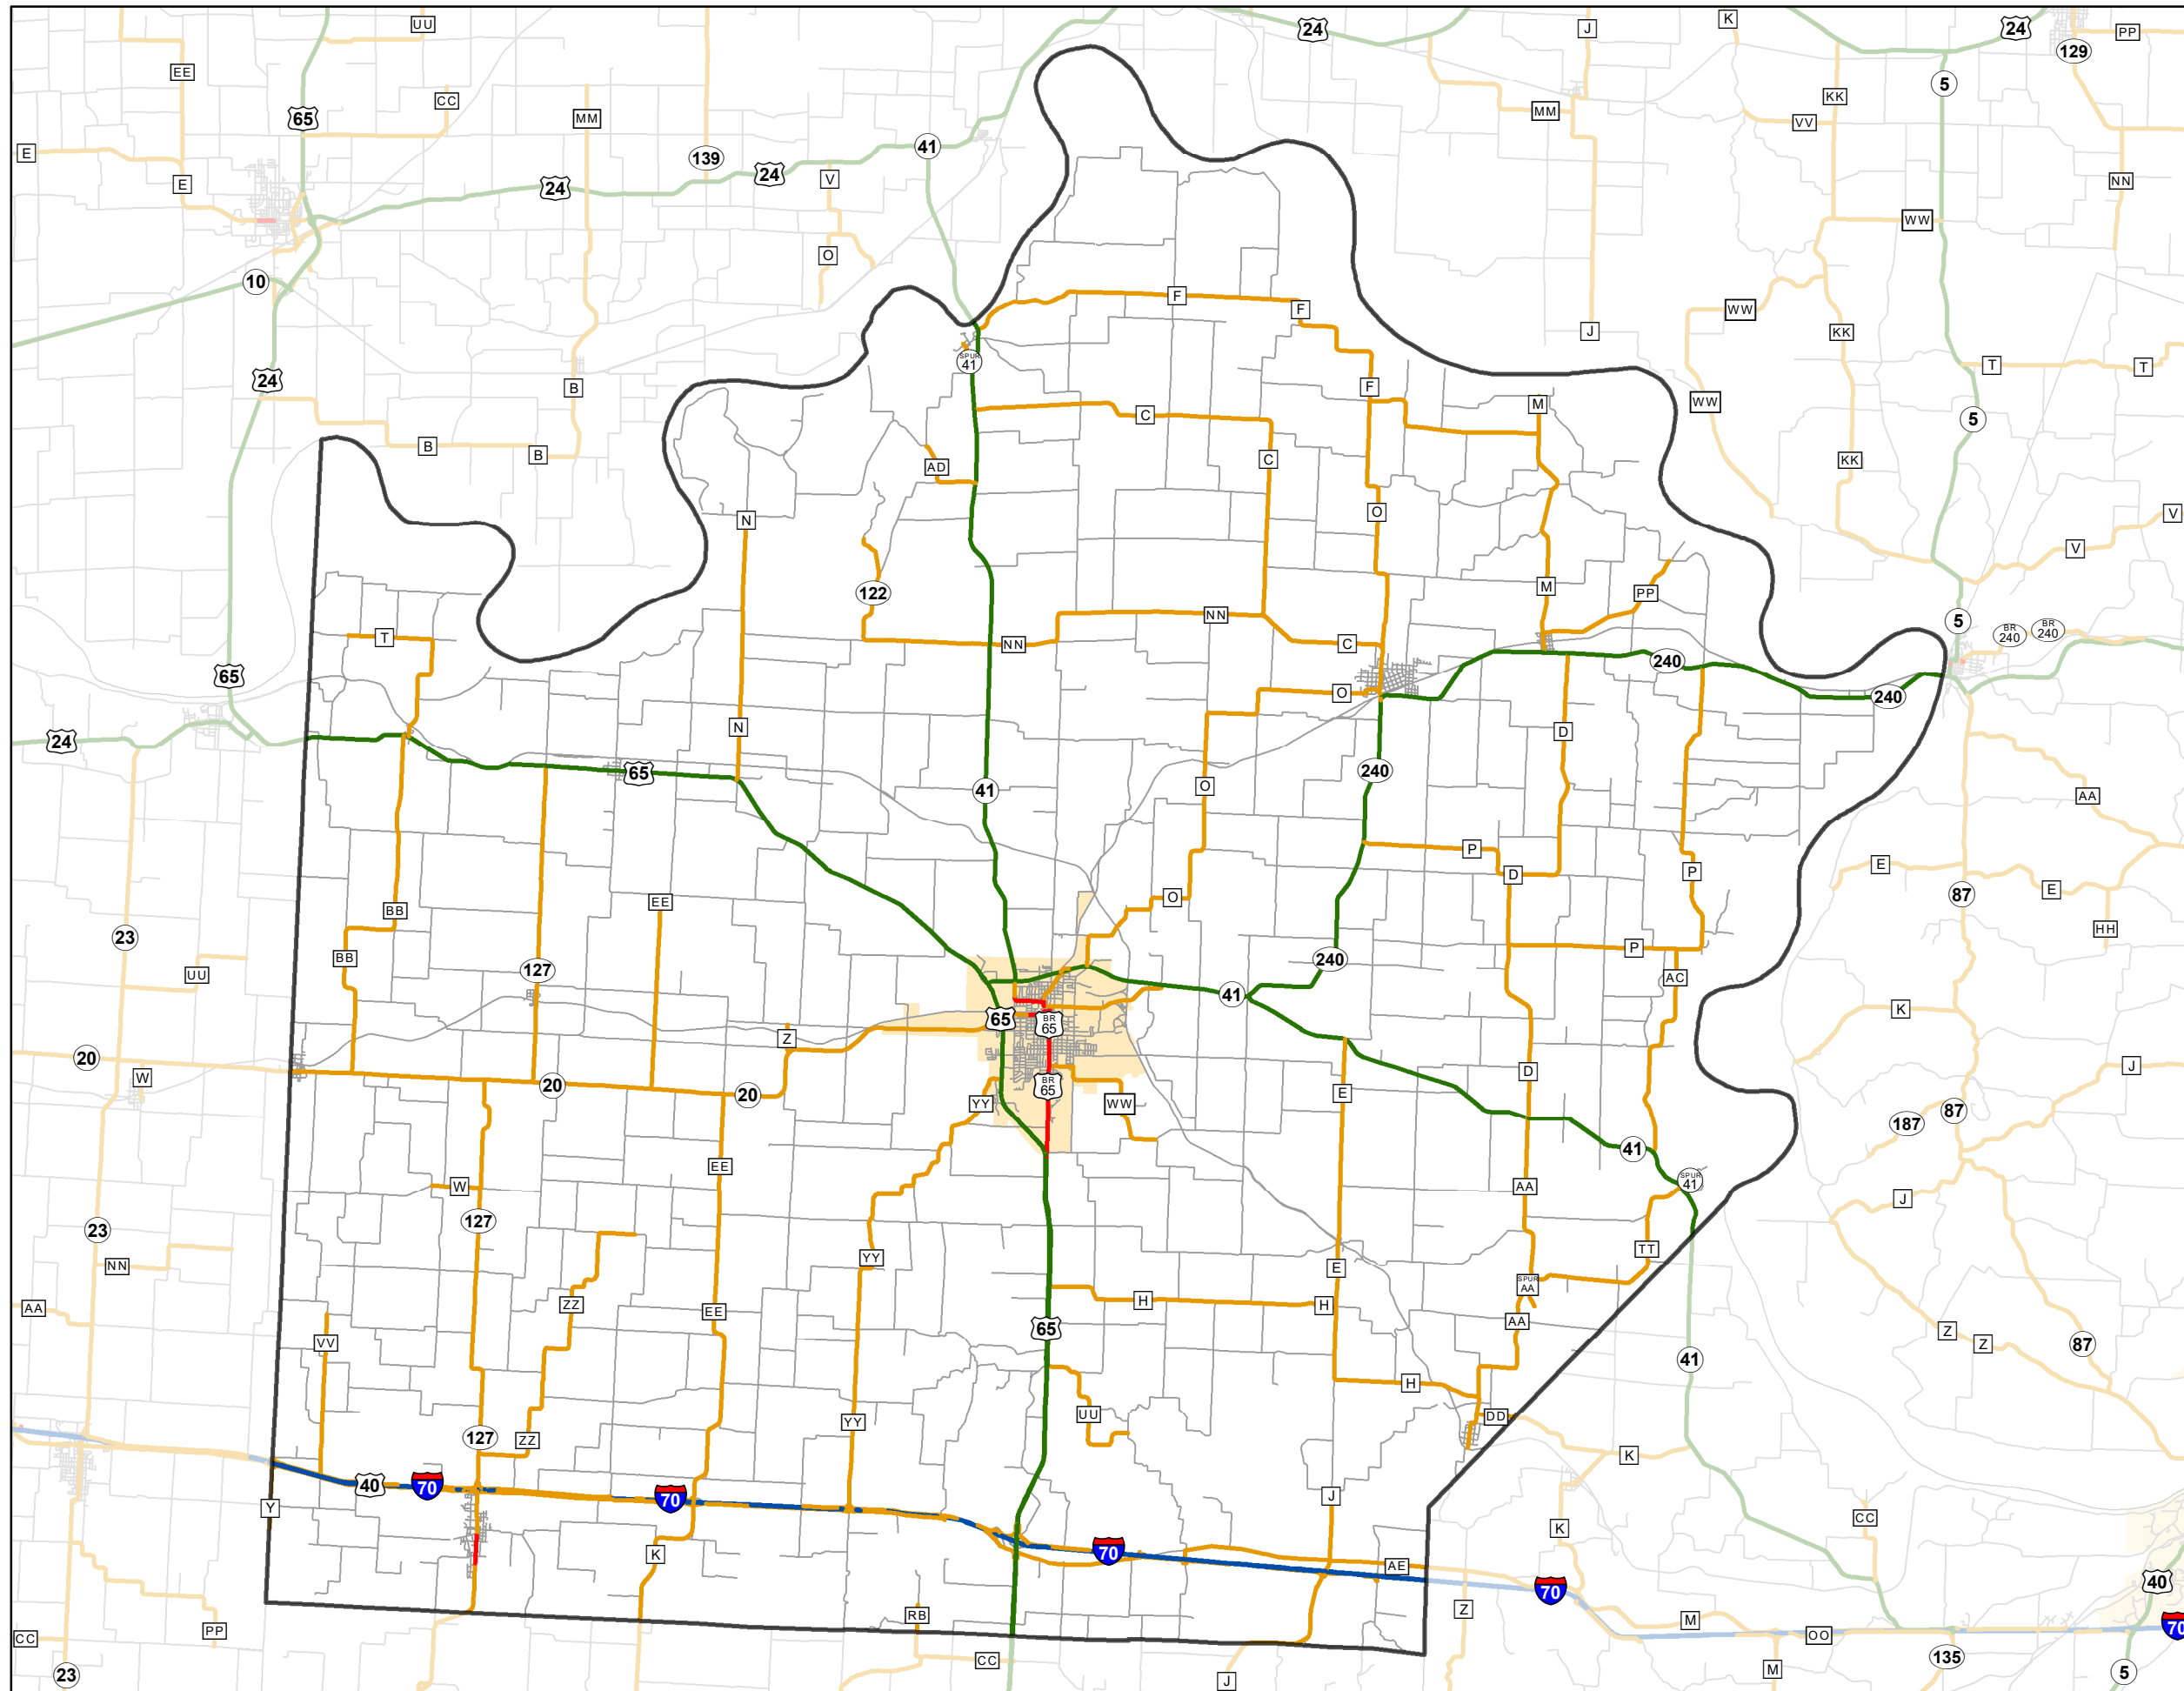 UU
24
J
K
24
PP
129
EE
CC
65
MM
5
KK
MM
VV
E
139
41
24
V
24
E
NN
WW
O
10
F
F
WW
J
KK
SPUR
41
T
T
24
B
F
M
WW
C
5
B
B
C
KK
AD
N
O
V
V
122
M
PP
NN
5
BR
240
BR
240
T
NN
C
240
65
O
240
N
D
24
65
240
41
O
AA
P
E
D
P
E
87
EE
O
BB
HH
23
P
BB
240
127
UU
AC
41
K
65
BR
65
Z
20
J
W
D
20
BR
65
E
20
YY
WW
87
187
41
EE
SPUR
41
W
AA
J
127
23
TT
YY
NN
E
SPUR
AA
H
H
ZZ
AA
EE
AA
65
Z
Z
VV
87
41
H
UU
DD
YY
127
ZZ
K
40
70
70
J
Y
CC
K
70
K
AE
40
70
Z
RB
M
70
PP
OO
CC
CC
135
M
23
5
J